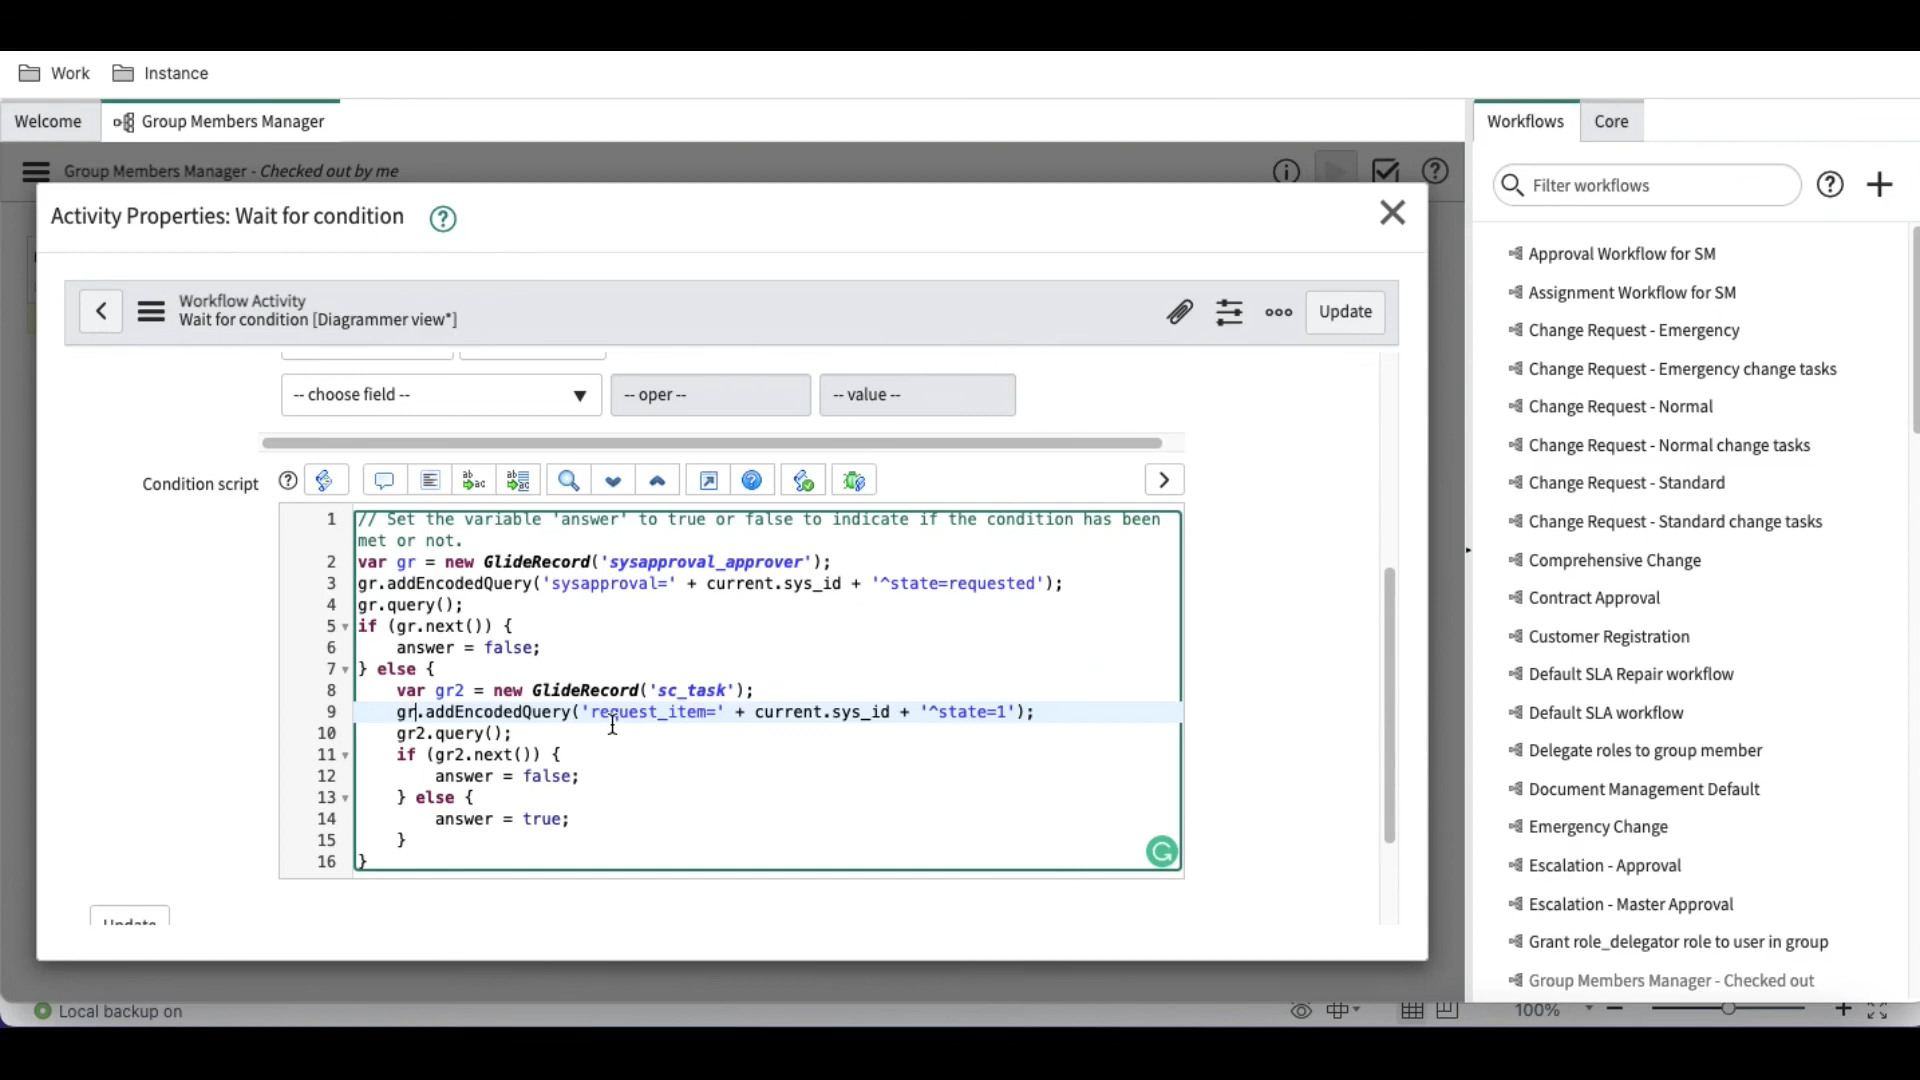 Work
Instance
Welcome
Group Members Manager
Workflows
Core
Group Members Manager - Checked out by me
Filter workflows
Activity Properties: Wait for condition
Workflow Activity
Wait for condition [Diagrammer view*]
Update
-- choose field --
-- oper --
-- value --
Condition script
1 // Set the variable 'answer' to true or false to indicate if the condition has been
met or not.
2 var gr = new GlideRecord('sysapproval_approver');
3 gr.addEncodedQuery('sysapproval=' + current.sys_id + '^state=requested');
4 gr.query();
5 if (gr.next()) {
6 answer = false;
7 } else {
8 var gr2 = new GlideRecord('sc_task');
9 gr.addEncodedQuery('request_item=' + current.sys_id + '^state=1');
10 gr2.query();
11 if (gr2.next()) {
12 answer = false;
13 } else {
14 answer = true;
15 }
16 }
Update
Approval Workflow for SM
Assignment Workflow for SM
Change Request - Emergency
Change Request - Emergency change tasks
Change Request - Normal
Change Request - Normal change tasks
Change Request - Standard
Change Request - Standard change tasks
Comprehensive Change
Contract Approval
Customer Registration
Default SLA Repair workflow
Default SLA workflow
Delegate roles to group member
Document Management Default
Emergency Change
Escalation - Approval
Escalation - Master Approval
Grant role_delegator role to user in group
Group Members Manager - Checked out
Local backup on
100%